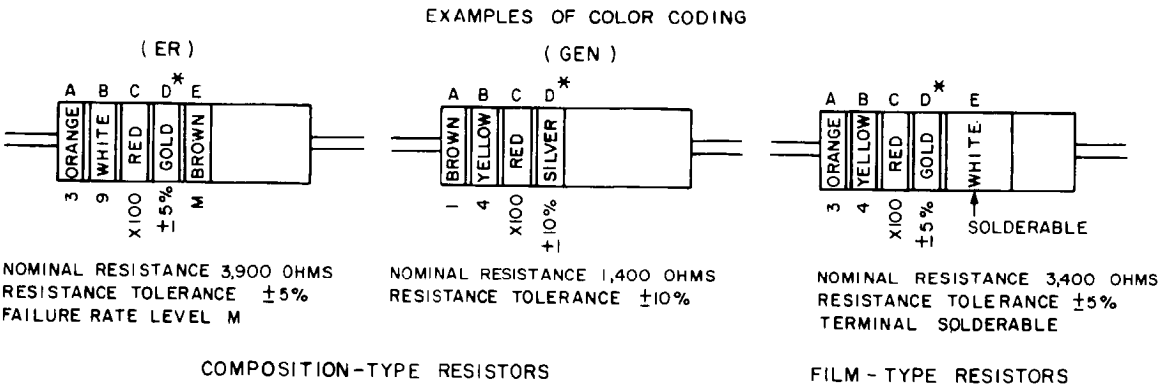 EXAMPLES OF COLOR CODING
(ER)
A B C D* E
ORANGE WHITE RED GOLD BROWN
3 9 X100 ±5% M
NOMINAL RESISTANCE 3,900 OHMS
RESISTANCE TOLERANCE ±5%
FAILURE RATE LEVEL M
(GEN)
A B C D*
BROWN YELLOW RED SILVER
1 4 X100 ±10%
NOMINAL RESISTANCE 1,400 OHMS
RESISTANCE TOLERANCE ±10%
COMPOSITION-TYPE RESISTORS
A B C D* E
ORANGE YELLOW RED GOLD WHITE
3 4 X100 ±5% SOLDERABLE
NOMINAL RESISTANCE 3,400 OHMS
RESISTANCE TOLERANCE ±5%
TERMINAL SOLDERABLE
FILM-TYPE RESISTORS